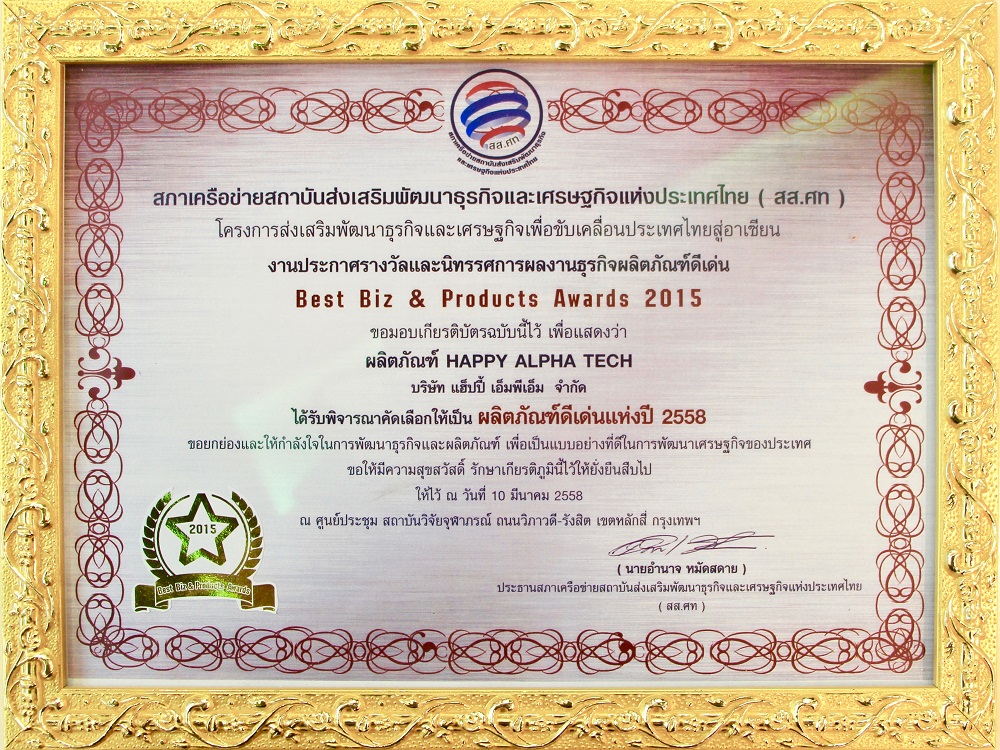 สส.ศท
สภาเครือข่ายสถาบันส่งเสริมพัฒนาธุรกิจ
และเศรษฐกิจแห่งประเทศไทย
สภาเครือข่ายสถาบันส่งเสริมพัฒนาธุรกิจและเศรษฐกิจแห่งประเทศไทย ( สส.ศท )
โครงการส่งเสริมพัฒนาธุรกิจและเศรษฐกิจเพื่อขับเคลื่อนประเทศไทยสู่อาเซียน
งานประกาศรางวัลและนิทรรศการผลงานธุรกิจผลิตภัณฑ์ดีเด่น
Best Biz & Products Awards 2015
ขอมอบเกียรติบัตรฉบับนี้ไว้ เพื่อแสดงว่า
ผลิตภัณฑ์ HAPPY ALPHA TECH
บริษัท แฮ็ปปี้ เอ็มพีเอ็ม จำกัด
ได้รับพิจารณาคัดเลือกให้เป็น ผลิตภัณฑ์ดีเด่นแห่งปี 2558
ขอยกย่องและให้กำลังใจในการพัฒนาธุรกิจและผลิตภัณฑ์ เพื่อเป็นแบบอย่างที่ดีในการพัฒนาเศรษฐกิจของประเทศ
ขอให้มีความสุขสวัสดิ์ รักษาเกียรติภูมินี้ไว้ให้ยั่งยืนสืบไป
ให้ไว้ ณ วันที่ 10 มีนาคม 2558
ณ ศูนย์ประชุม สถาบันวิจัยจุฬาภรณ์ ถนนวิภาวดี-รังสิต เขตหลักสี่ กรุงเทพฯ
2015
Best Biz & Products Awards
( นายอำนาจ หมัดสดาย )
ประธานสภาเครือข่ายสถาบันส่งเสริมพัฒนาธุรกิจและเศรษฐกิจแห่งประเทศไทย
( สส.ศท )